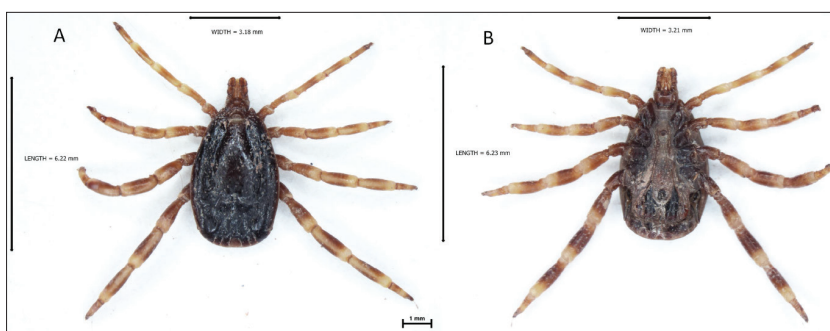 A
WIDTH = 3.18 mm
LENGTH = 6.22 mm
1 mm
B
WIDTH = 3.21 mm
LENGTH = 6.23 mm